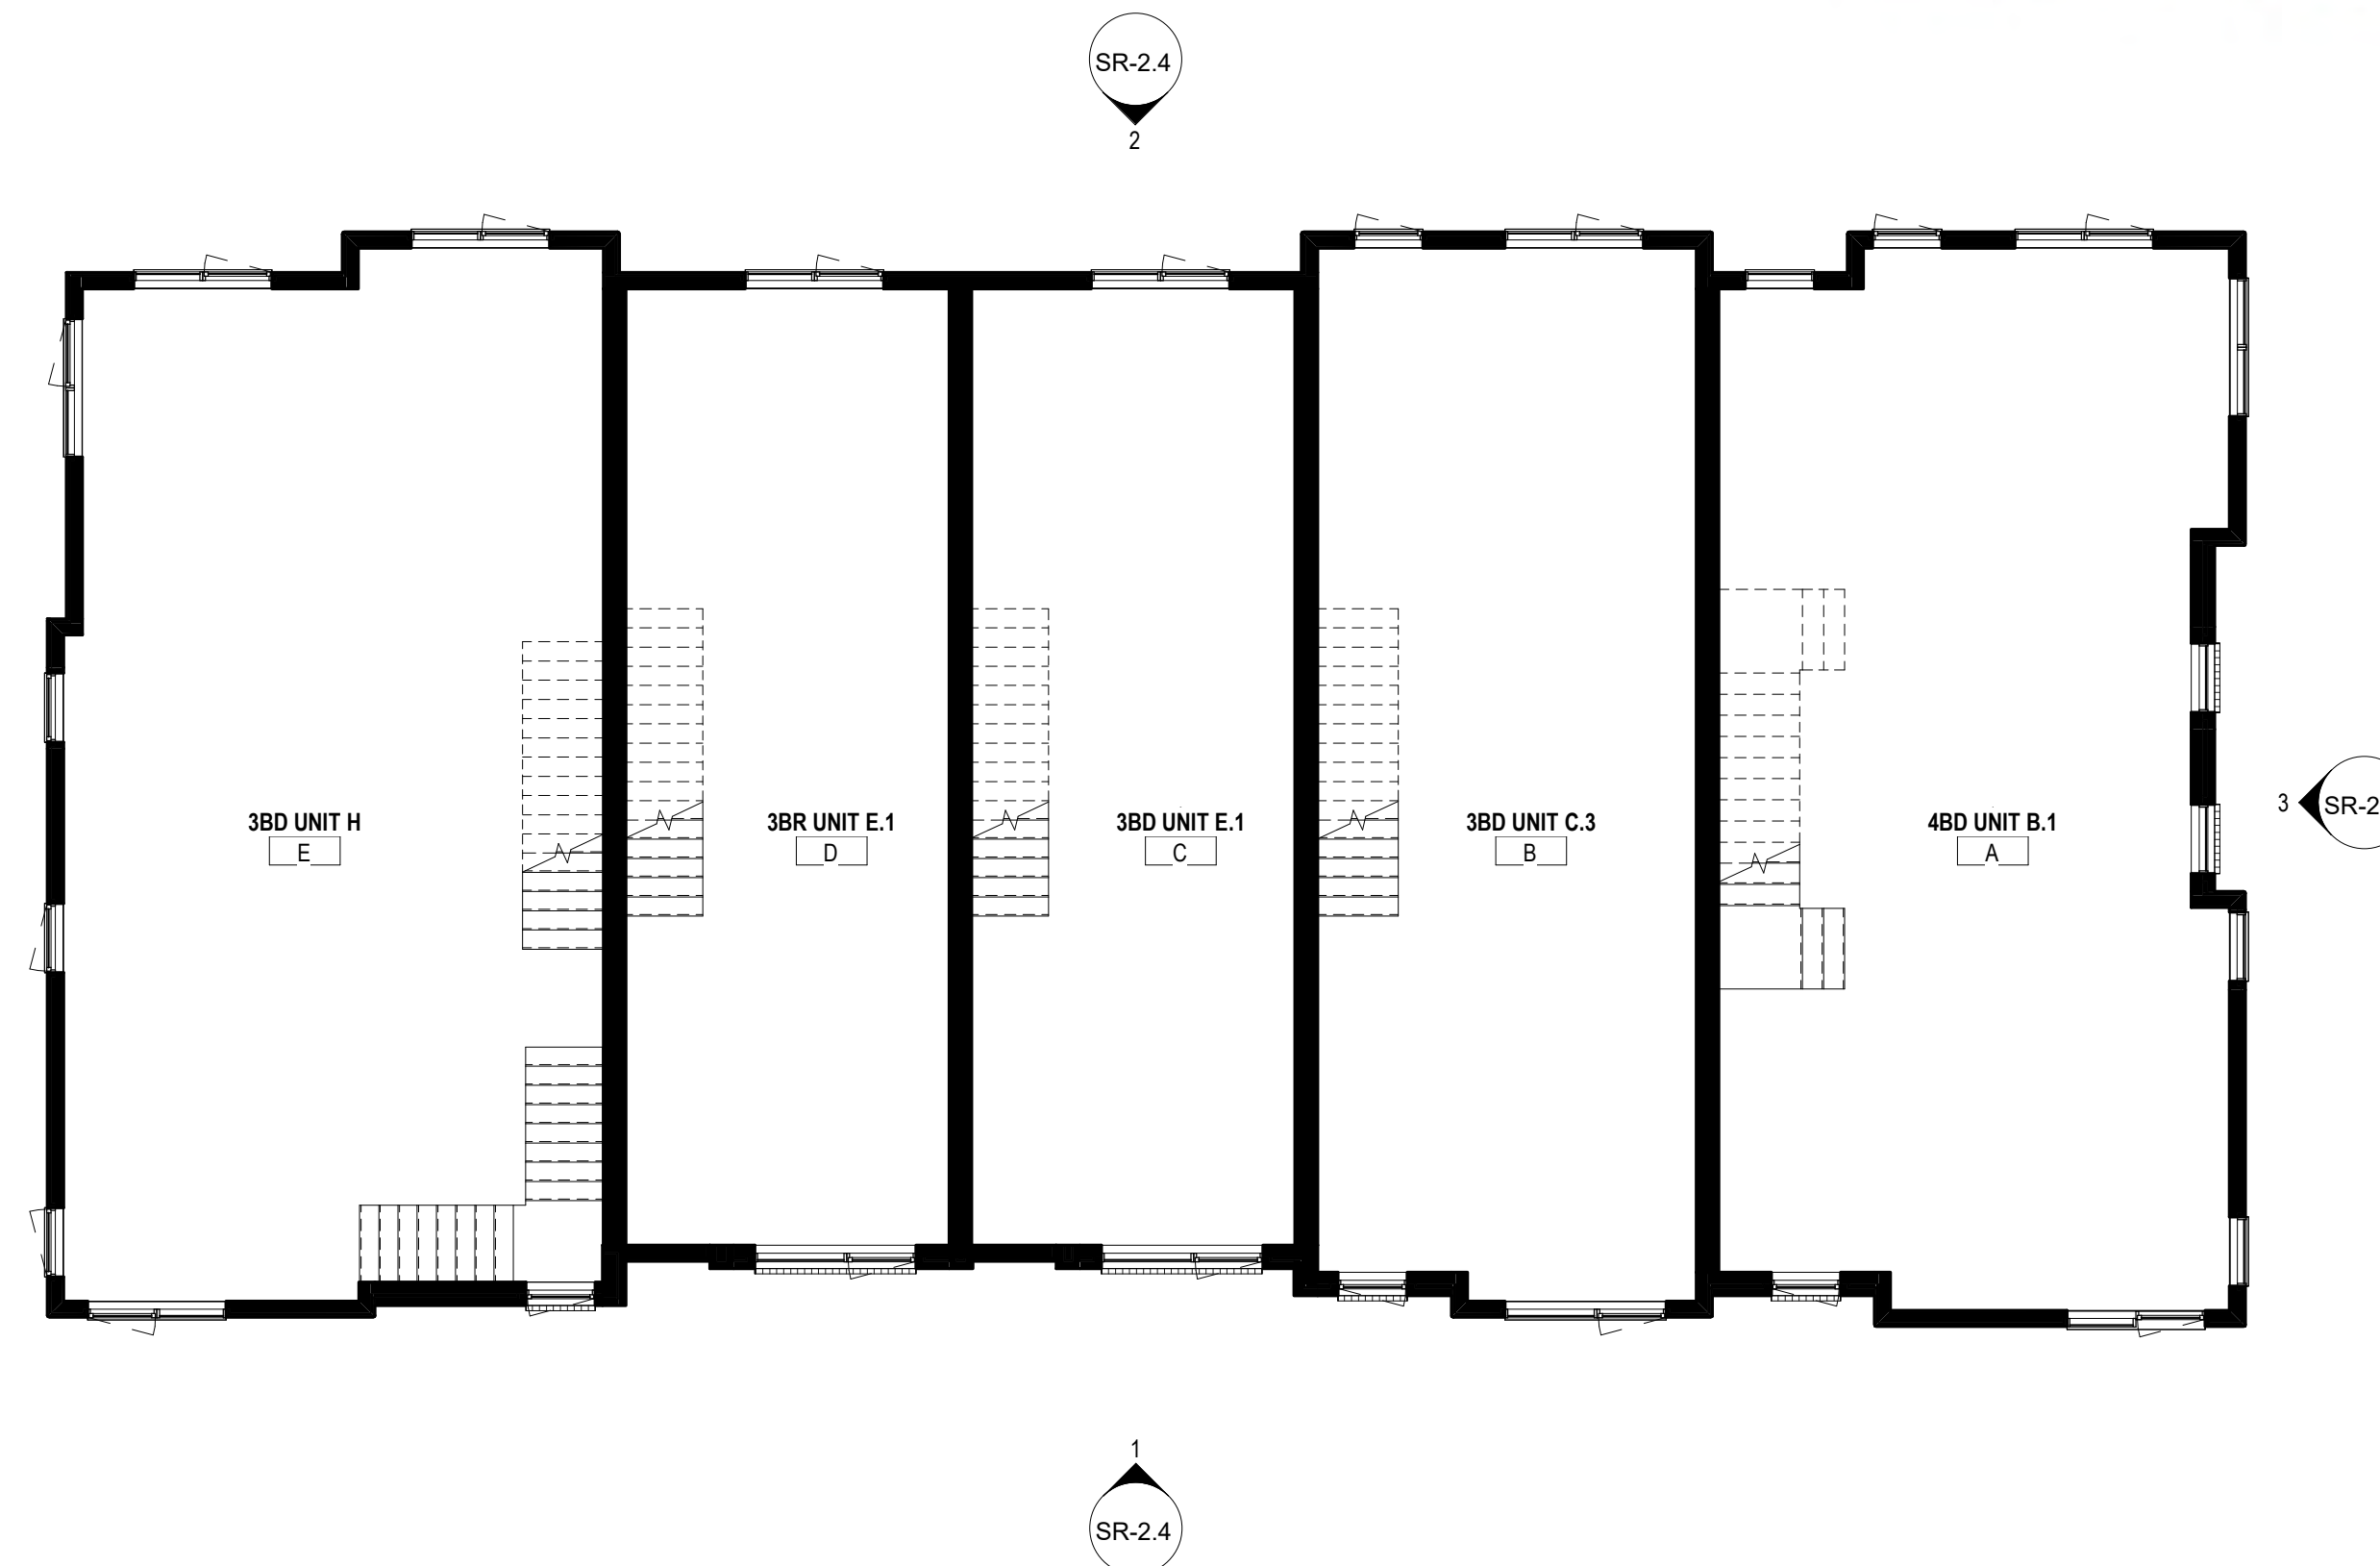 SR-2.4
2
3BD UNIT H
E
3BR UNIT E.1
D
3BD UNIT E.1
C
3BD UNIT C.3
B
4BD UNIT B.1
A
3
SR-2
1
SR-2.4